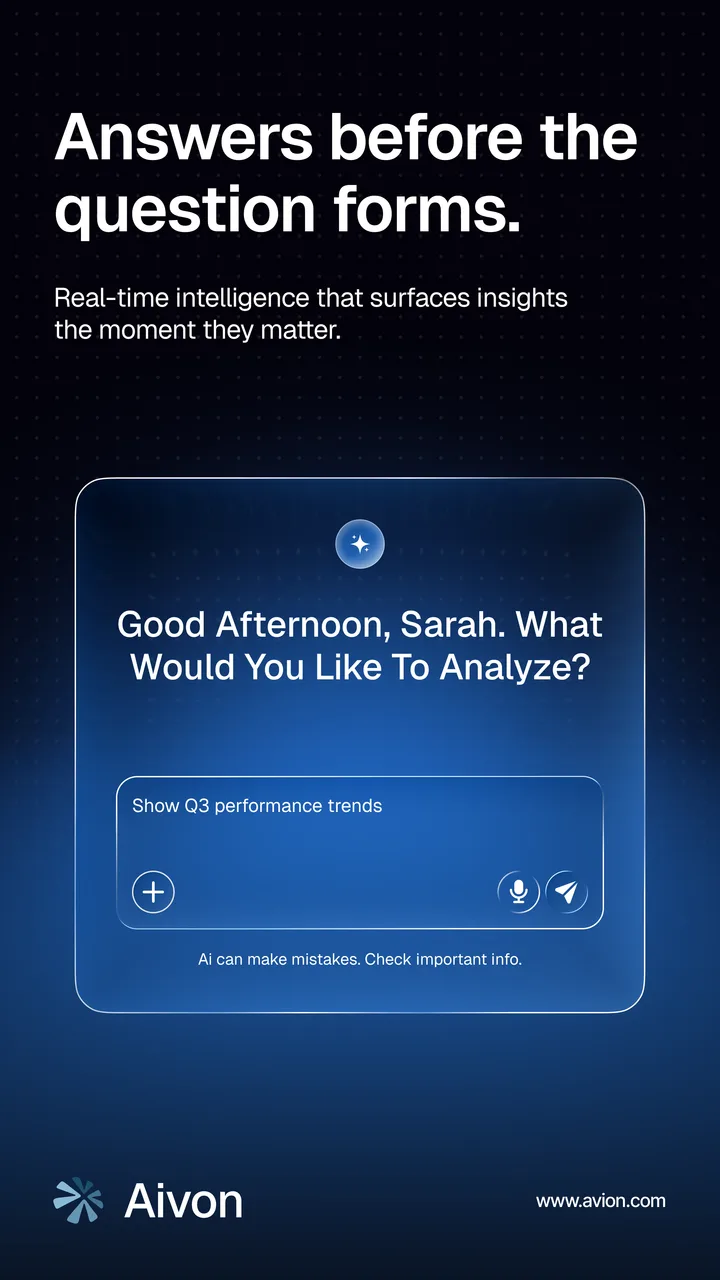 Answers before the
question forms.
Real-time intelligence that surfaces insights
the moment they matter.
Good Afternoon, Sarah. What
Would You Like To Analyze?
Show Q3 performance trends
Ai can make mistakes. Check important info.
Aivon
www.avion.com